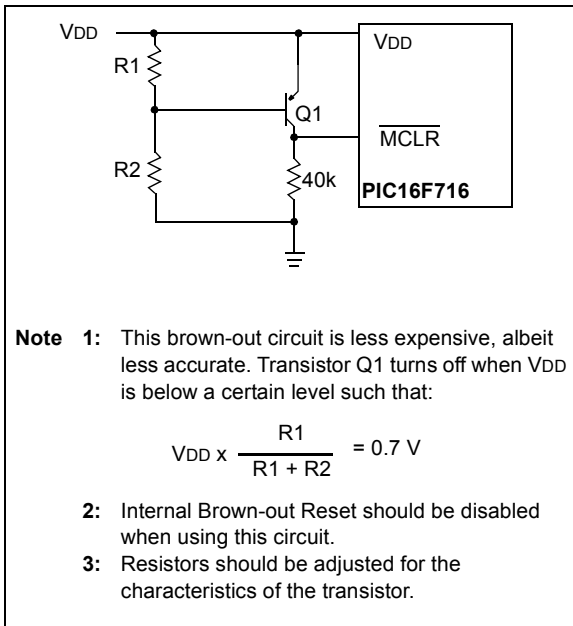 VDD
VDD
R1
Q1
MCLR
R2
40k
PIC16F716
Note 1: This brown-out circuit is less expensive, albeit
less accurate. Transistor Q1 turns off when VDD
is below a certain level such that:
VDD x R1 / R1 + R2 = 0.7 V
2: Internal Brown-out Reset should be disabled
when using this circuit.
3: Resistors should be adjusted for the
characteristics of the transistor.